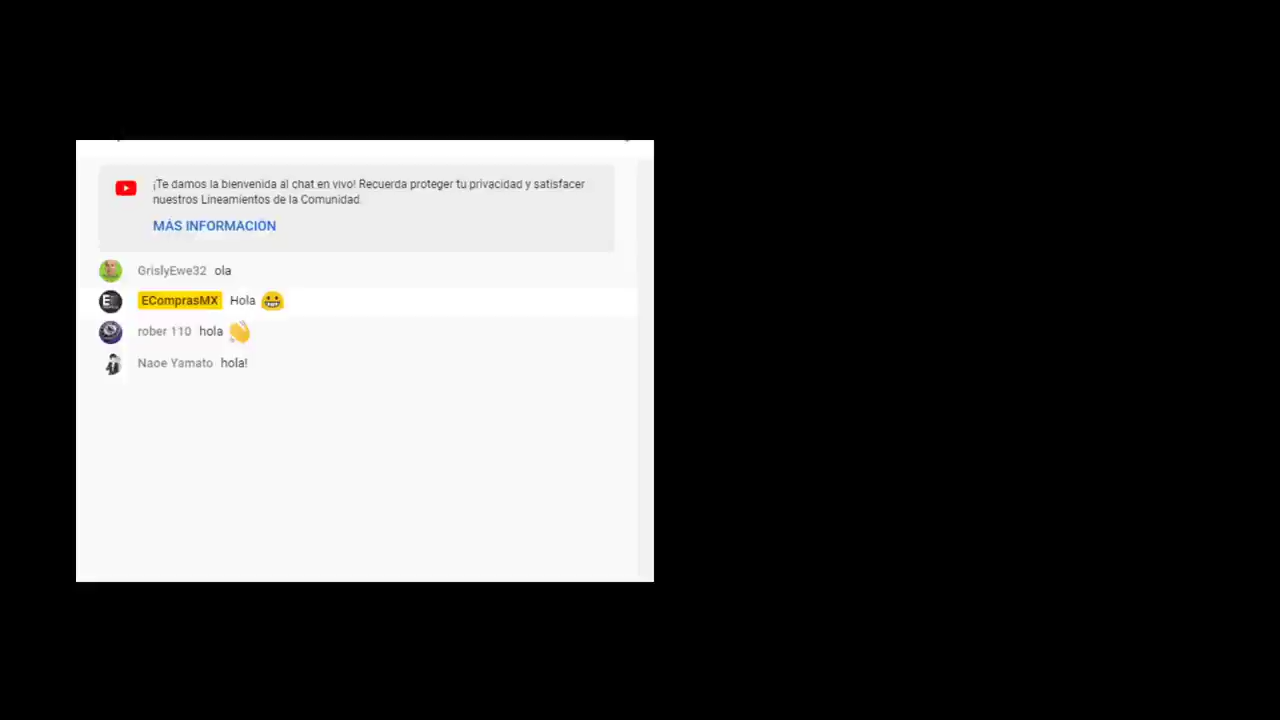 ¡Te damos la bienvenida al chat en vivo! Recuerda proteger tu privacidad y satisfacer
nuestros Lineamientos de la Comunidad.
MÁS INFORMACIÓN
GrislyEwe32 ola
EComprasMX Hola 😀
rober 110 hola 👋
Naoe Yamato hola!